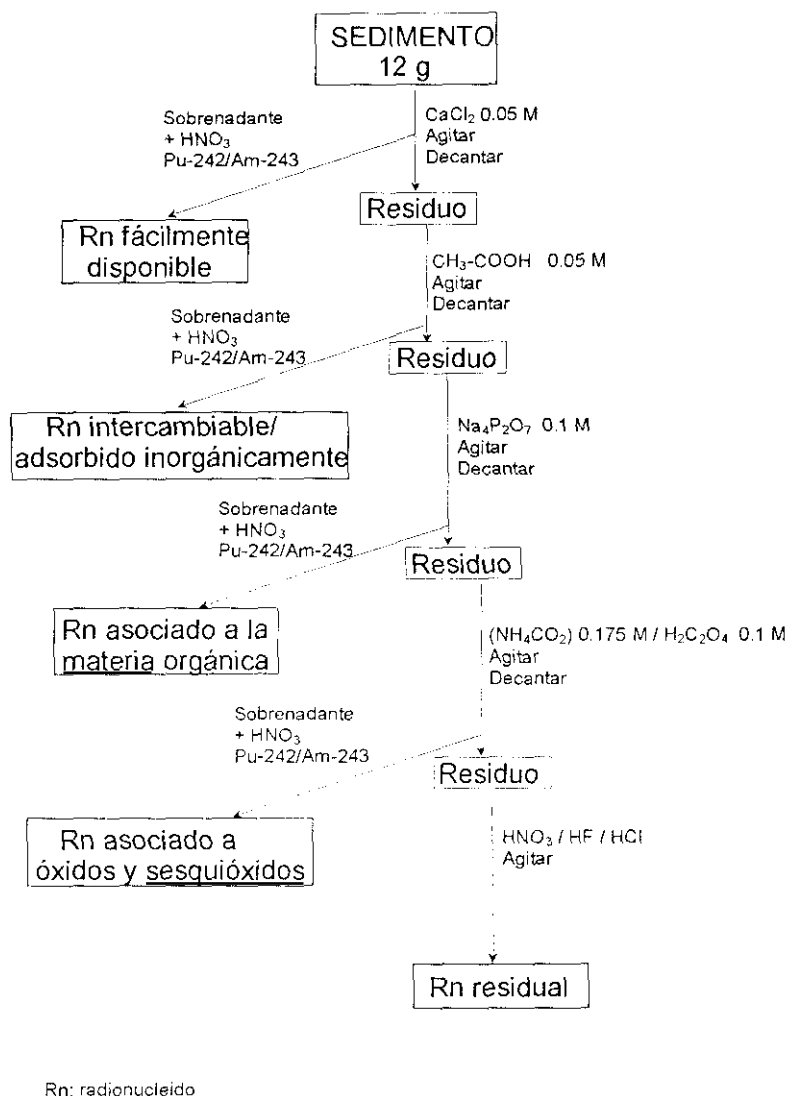 SEDIMENTO
12 g
Sobrenadante
+ HNO₃
Pu-242/Am-243
CaCl₂ 0.05 M
Agitar
Decantar
Rn fácilmente
disponible
Residuo
CH₃-COOH 0.05 M
Agitar
Decantar
Sobrenadante
+ HNO₃
Pu-242/Am-243
Residuo
Rn intercambiable/
adsorbido inorgánicamente
Na₄P₂O₇ 0.1 M
Agitar
Decantar
Sobrenadante
+ HNO₃
Pu-242/Am-243
Residuo
Rn asociado a la
materia orgánica
(NH₄CO₂) 0.175 M / H₂C₂O₄ 0.1 M
Agitar
Decantar
Sobrenadante
+ HNO₃
Pu-242/Am-243
Residuo
Rn asociado a
óxidos y sesquióxidos
HNO₃ / HF / HCl
Agitar
Rn residual
Rn: radionucleido